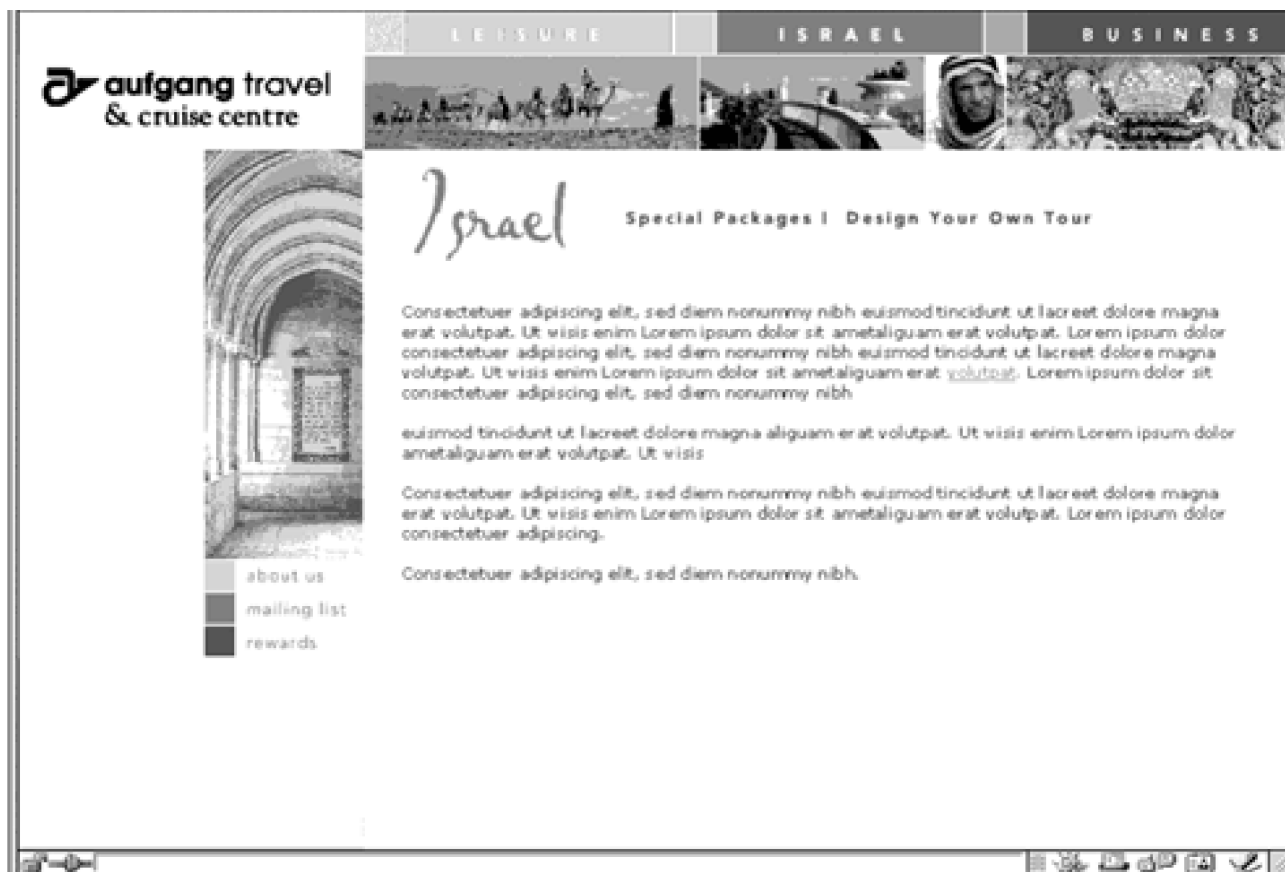 LEISURE
ISRAEL
BUSINESS
aufgang travel
& cruise centre
Israel
Special Packages | Design Your Own Tour
Consectetuer adipiscing elit, sed diem nonummy nibh euismod tincidunt ut lacreet dolore magna
erat volutpat. Ut wisis enim Lorem ipsum dolor sit ametaliguam erat volutpat. Lorem ipsum dolor
consectetuer adipiscing elit, sed diem nonummy nibh euismod tincidunt ut lacreet dolore magna
volutpat. Ut wisis enim Lorem ipsum dolor sit ametaliguam erat volutpat. Lorem ipsum dolor sit
consectetuer adipiscing elit, sed diem nonummy nibh
euismod tincidunt ut lacreet dolore magna aliguam erat volutpat. Ut wisis enim Lorem ipsum dolor
ametaliguam erat volutpat. Ut wisis
Consectetuer adipiscing elit, sed diem nonummy nibh euismod tincidunt ut lacreet dolore magna
erat volutpat. Ut wisis enim Lorem ipsum dolor sit ametaliguam erat volutpat. Lorem ipsum dolor
consectetuer adipiscing.
Consectetuer adipiscing elit, sed diem nonummy nibh.
about us
mailing list
rewards